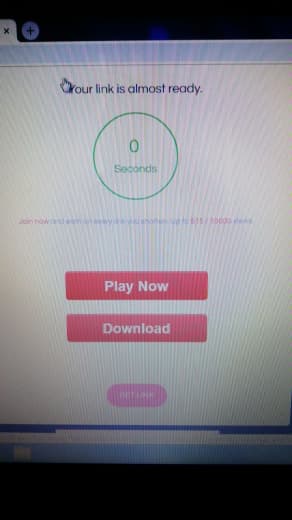 Your link is almost ready.
0
Seconds
Join now and earn on every link you shorten. Up to $15 / 10000 views
Play Now
Download
GET LINK